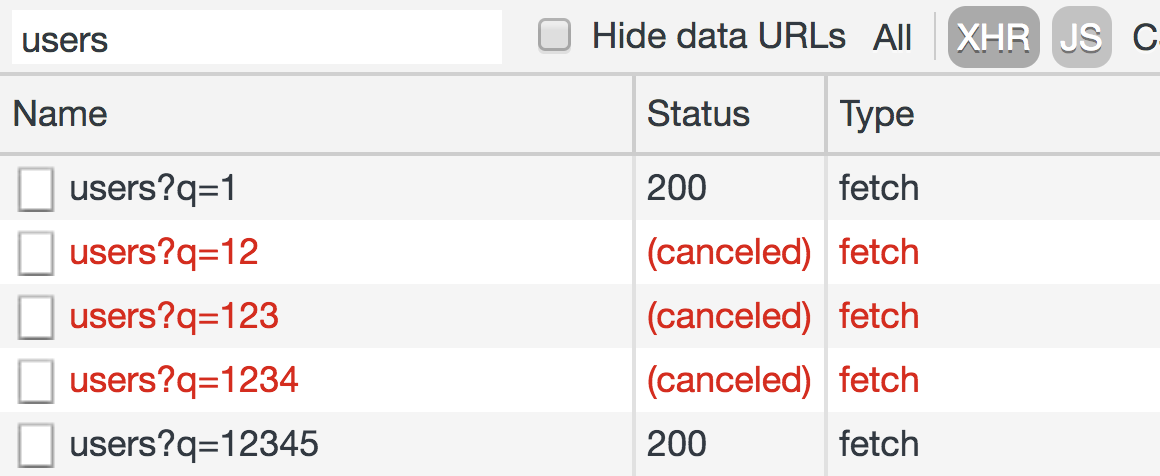 users Hide data URLs All XHR JS C
Name Status Type
users?q=1 200 fetch
users?q=12 (canceled) fetch
users?q=123 (canceled) fetch
users?q=1234 (canceled) fetch
users?q=12345 200 fetch